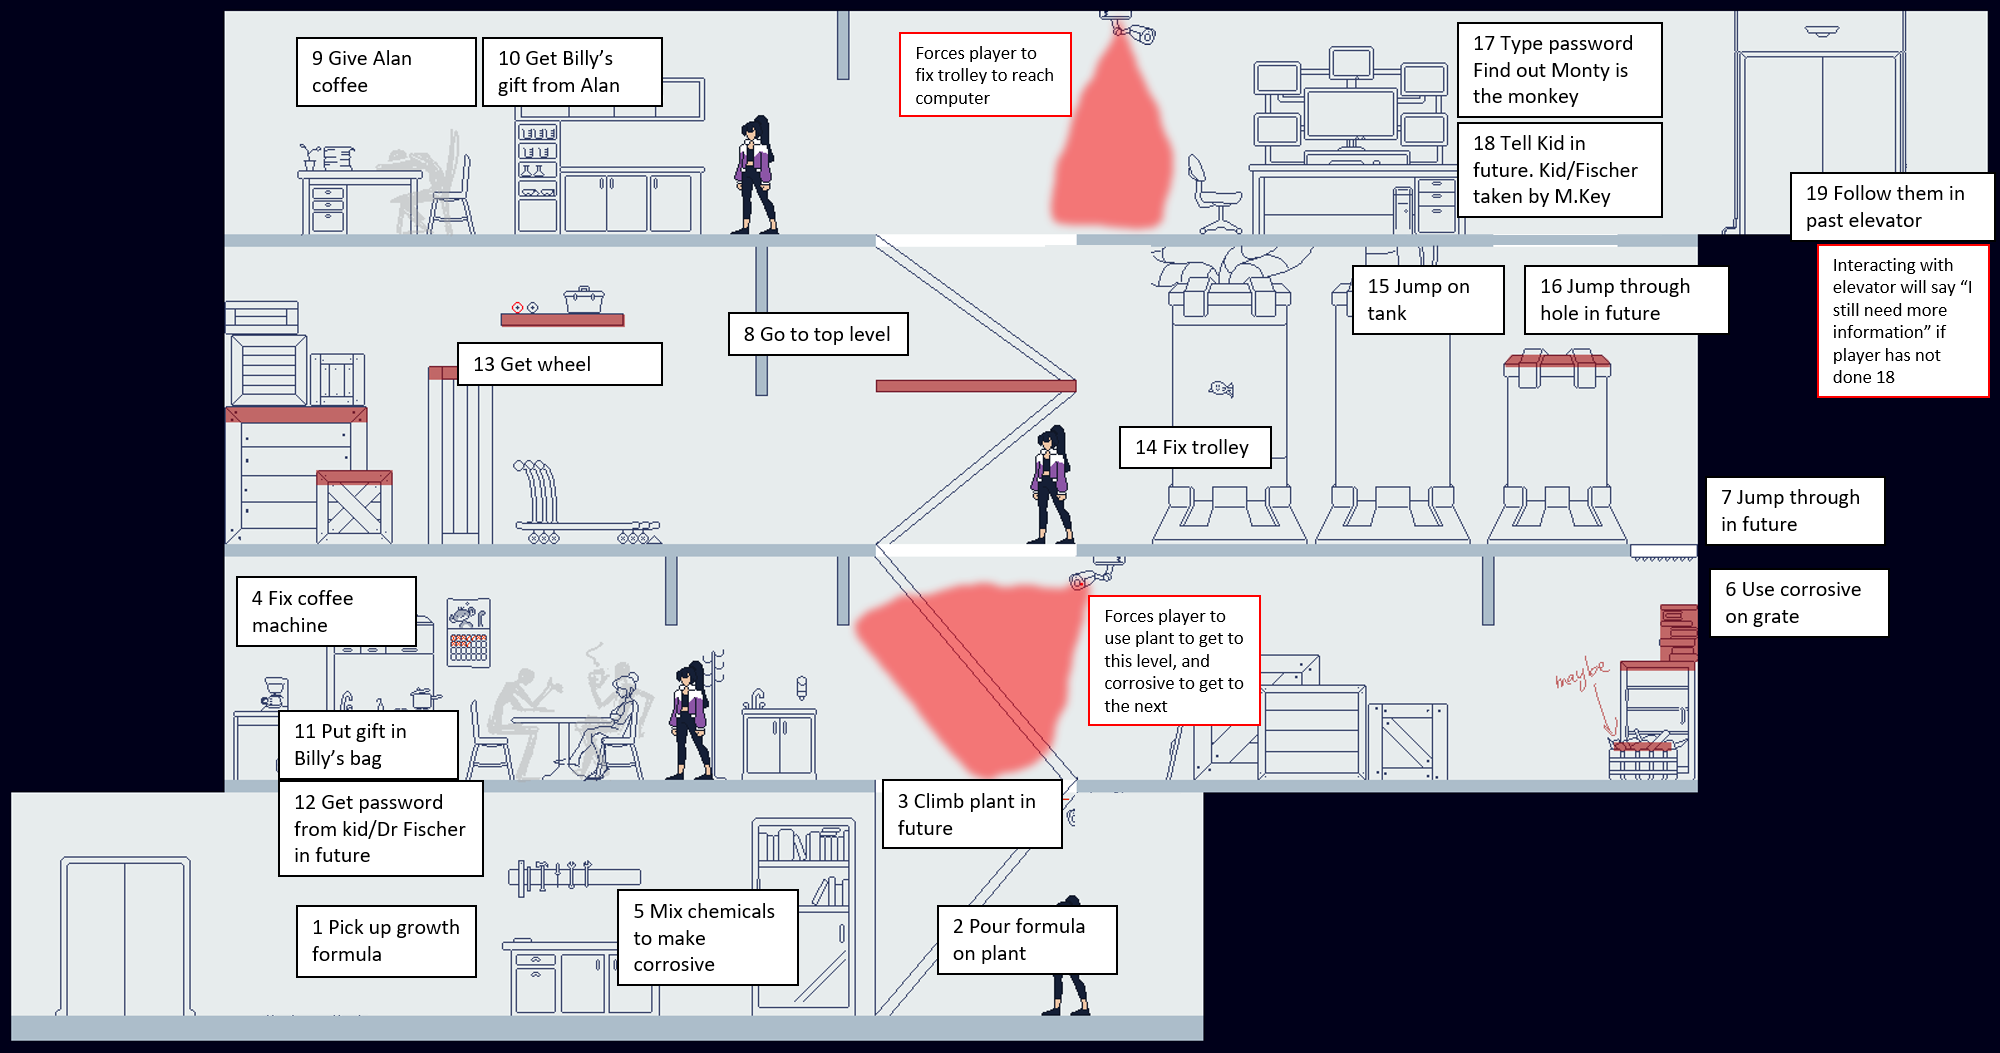 9 Give Alan
coffee
10 Get Billy’s
gift from Alan
Forces player to
fix trolley to reach
computer
17 Type password
Find out Monty is
the monkey
18 Tell Kid in
future. Kid/Fischer
taken by M.Key
19 Follow them in
past elevator
Interacting with
elevator will say “I
still need more
information” if
player has not
done 18
8 Go to top level
13 Get wheel
15 Jump on
tank
16 Jump through
hole in future
14 Fix trolley
7 Jump through
in future
4 Fix coffee
machine
6 Use corrosive
on grate
Forces player to
use plant to get to
this level, and
corrosive to get to
the next
maybe
11 Put gift in
Billy’s bag
12 Get password
from kid/Dr Fischer
in future
3 Climb plant in
future
1 Pick up growth
formula
5 Mix chemicals
to make
corrosive
2 Pour formula
on plant